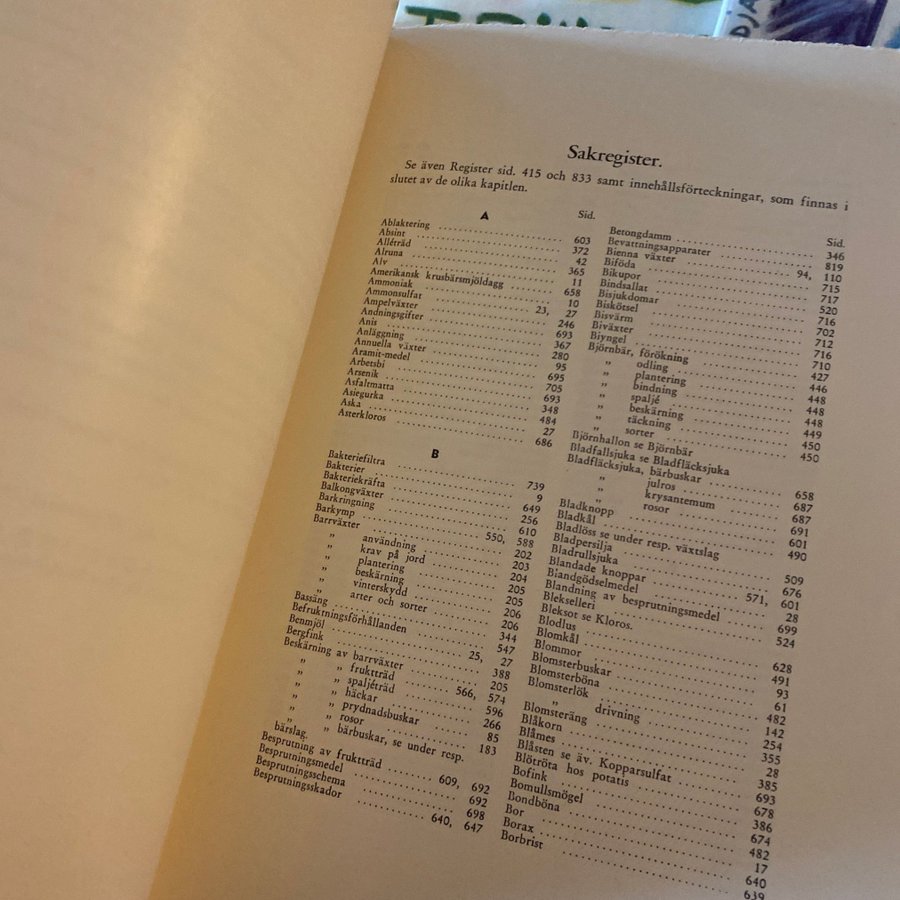 Sakregister.
Se även Register sid. 415 och 833 samt innehållsförteckningar, som finnas i
slutet av de olika kapitlen.
A
Sid.
Ablaktering ........ 603
Absint ........ 372
Alléträd ........ 42
Alruna ........ 365
Alv ........ 11
Amerikansk krusbärsmjöldagg ........ 658
Ammoniak ........ 10
Ammonsulfat ........ 23, 27
Ampelväxter ........ 246
Andningsgifter ........ 693
Anis ........ 367
Anläggning ........ 280
Annuella växter ........ 95
Aramit-medel ........ 695
Arbetsbi ........ 705
Arsenik ........ 693
Asfaltmatta ........ 348
Asiegurka ........ 484
Aska ........ 27
Asterkloros ........ 686
B
Bakteriefiltra ........ 739
Bakterier ........ 9
Bakteriekräfta ........ 649
Balkongväxter ........ 256
Barkringning ........ 610
Barkymp ........ 550, 588
Barrväxter ........ 202
„ användning ........ 203
„ krav på jord ........ 204
„ plantering ........ 205
„ beskärning ........ 205
„ vinterskydd ........ 206
„ arter och sorter ........ 206
Bassäng ........ 344
Befruktningsförhållanden ........ 547
Benmjöl ........ 25, 27
Bergfink ........ 388
Beskärning av barrväxter ........ 205
„ „ fruktträd ........ 566, 574
„ „ spaljéträd ........ 596
„ „ häckar ........ 266
„ „ prydnadsbuskar ........ 85
„ „ rosor ........ 183
„ „ bärbuskar, se under resp.
bärslag.
Besprutning av fruktträd ........ 609, 692
Besprutningsmedel ........ 692
Besprutningsschema ........ 698
Besprutningsskador ........ 640, 647
Sid.
Betongdamm ........ 346
Bevattningsapparater ........ 819
Bienna växter ........ 94, 110
Biföda ........ 715
Bikupor ........ 717
Bindsallat ........ 520
Bisjukdomar ........ 716
Biskötsel ........ 702
Bisvärm ........ 712
Biväxter ........ 716
Biyngel ........ 710
Björnbär, förökning ........ 427
„ odling ........ 446
„ plantering ........ 448
„ bindning ........ 448
„ spaljé ........ 448
„ beskärning ........ 449
„ täckning ........ 450
„ sorter ........ 450
Björnhallon se Björnbär
Bladfallsjuka se Bladfläcksjuka
Bladfläcksjuka, bärbuskar ........ 658
„ julros ........ 687
„ krysantemum ........ 687
„ rosor ........ 691
Bladknopp ........ 601
Bladkål ........ 490
Bladlöss se under resp. växtslag
Bladpersilja ........ 509
Bladrullsjuka ........ 676
Blandade knoppar ........ 571, 601
Blandgödselmedel ........ 28
Blandning av besprutningsmedel ........ 699
Blekselleri ........ 524
Bleksot se Kloros.
Blodlus ........ 628
Blomkål ........ 491
Blommor ........ 93
Blomsterbuskar ........ 61
Blomsterböna ........ 482
Blomsterlök ........ 142
„ drivning ........ 254
Blomsteräng ........ 355
Blåkorn ........ 28
Blåmes ........ 385
Blåsten se äv. Kopparsulfat ........ 693
Blötröta hos potatis ........ 678
Bofink ........ 386
Bomullsmögel ........ 674
Bondböna ........ 482
Bor ........ 17
Borax ........ 640
Borbrist ........ 639